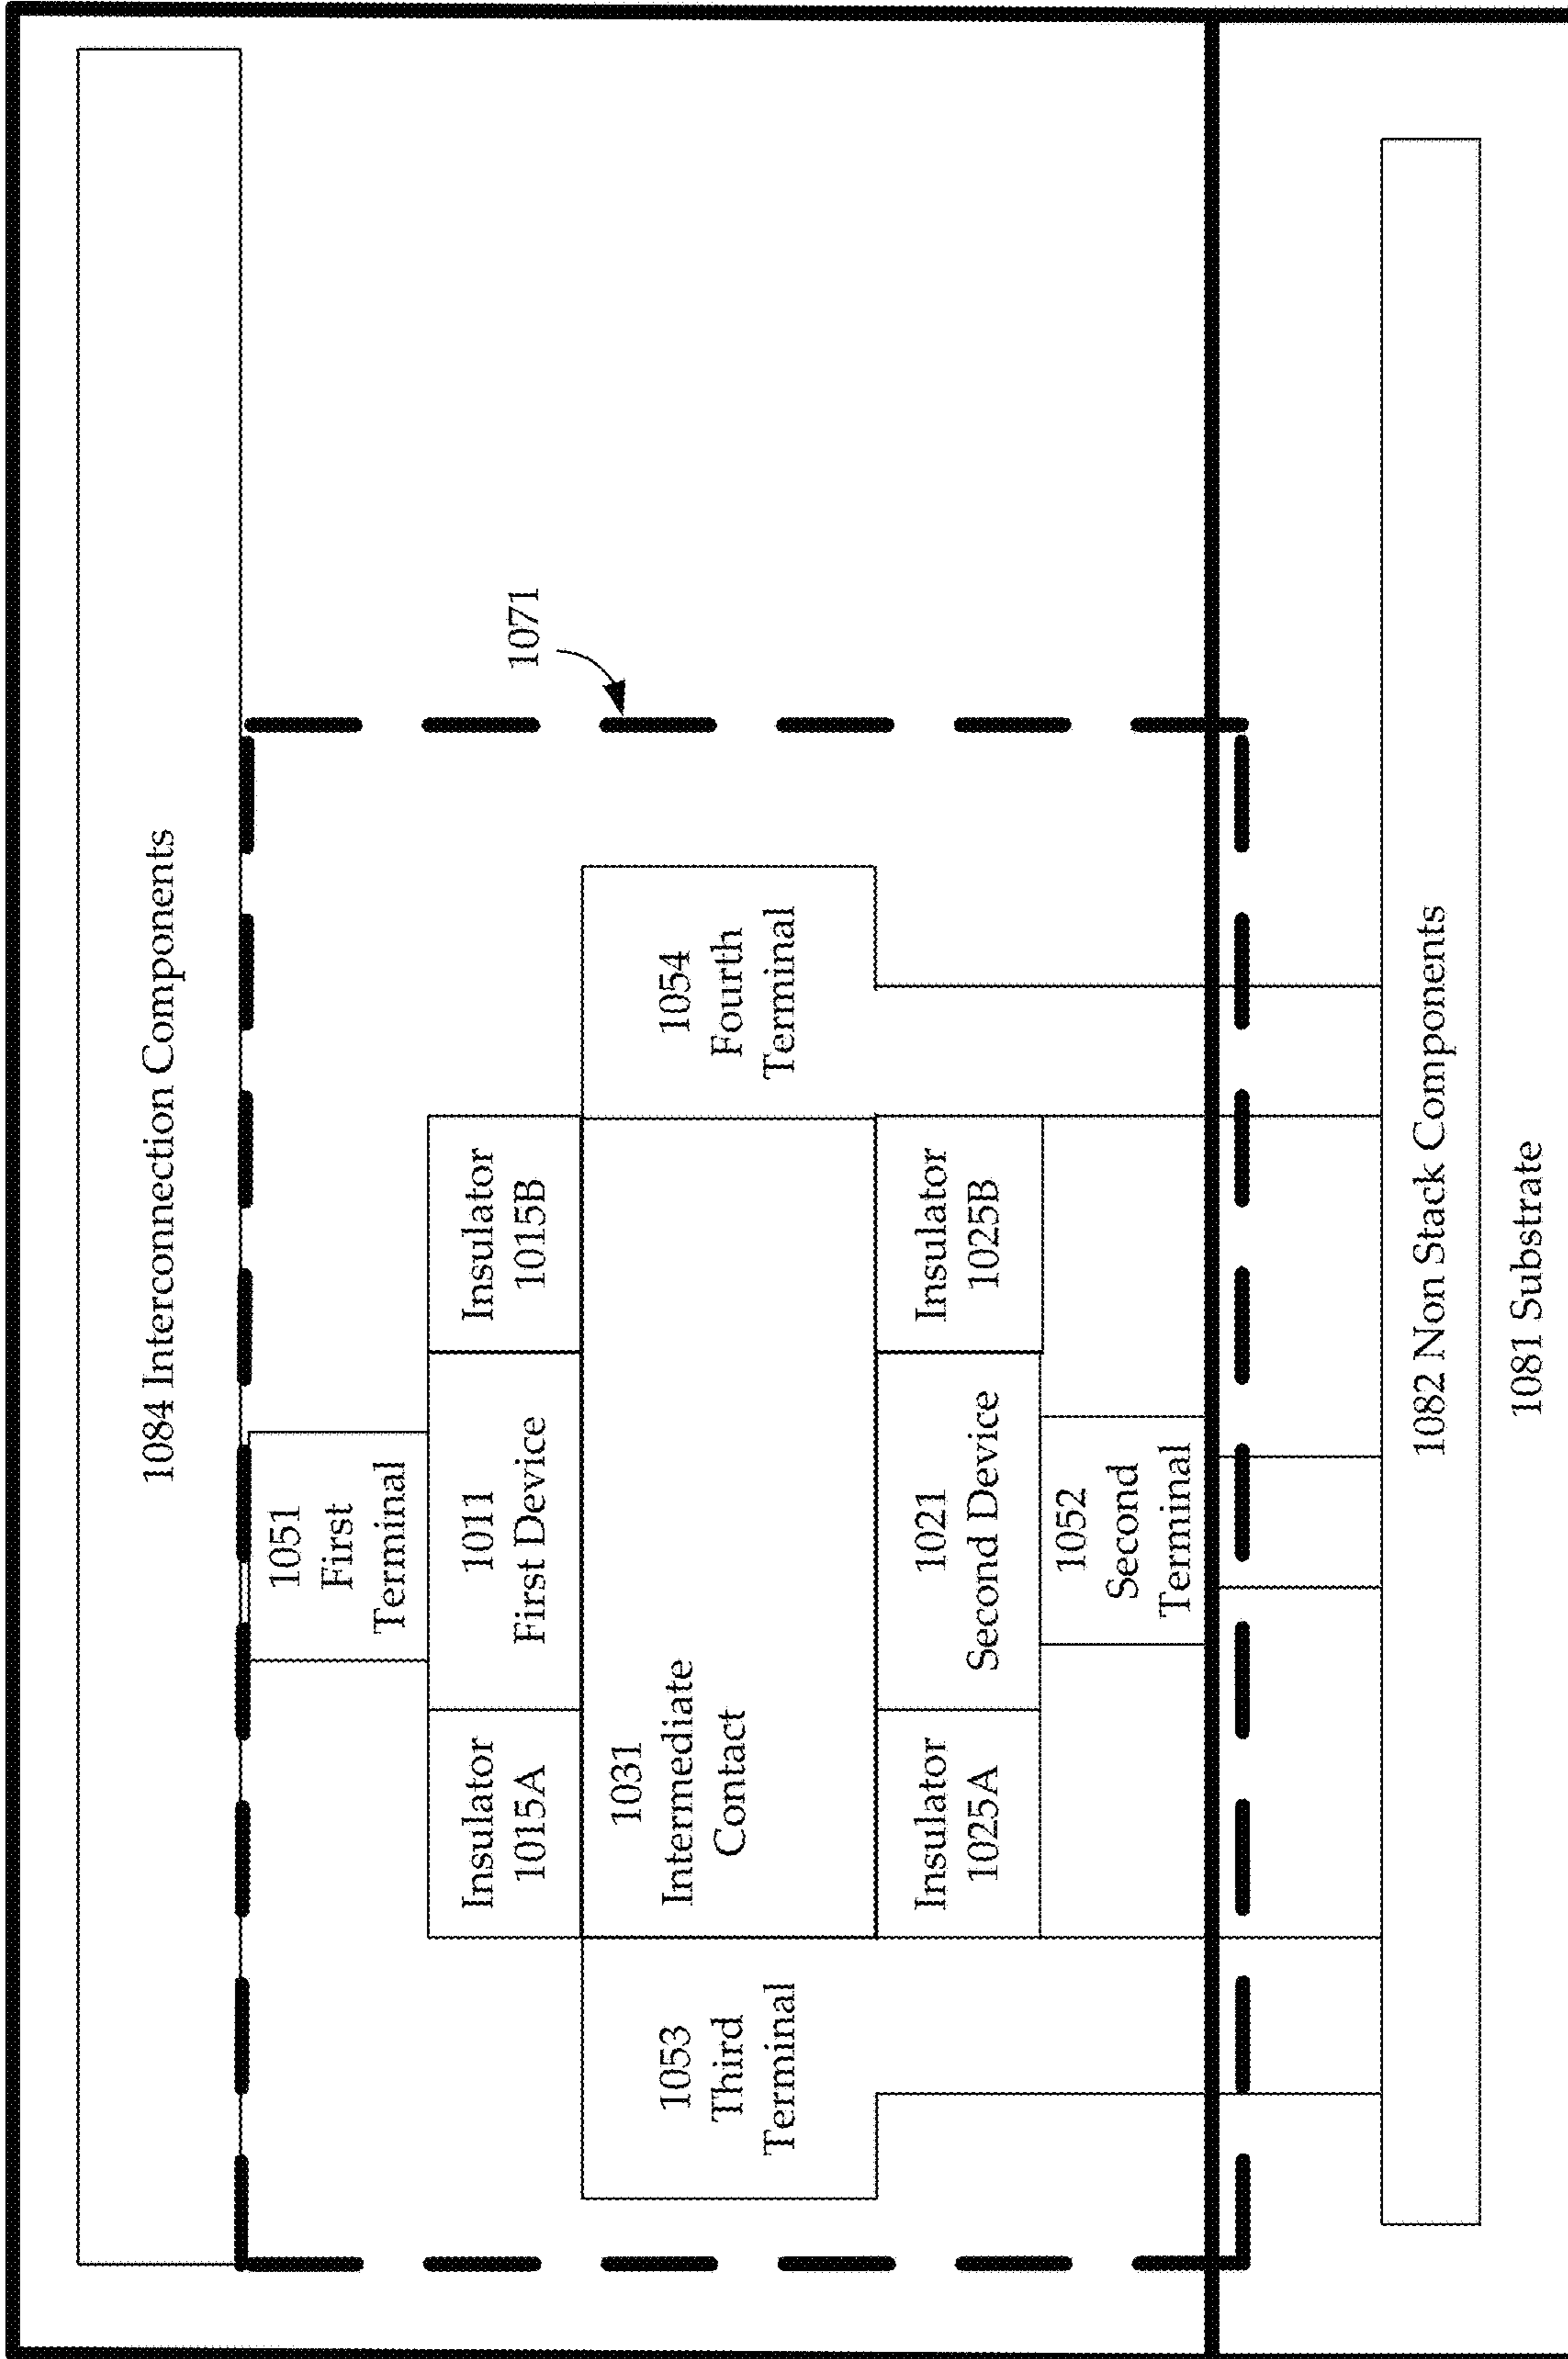 1084 Interconnection Components
1051
First
Terminal
Insulator
1015A
1011
First Device
Insulator
1015B
1071
1053
Third
Terminal
1031
Intermediate
Contact
1054
Fourth
Terminal
Insulator
1025A
1021
Second Device
Insulator
1025B
1052
Second
Terminal
1082 Non Stack Components
1081 Substrate